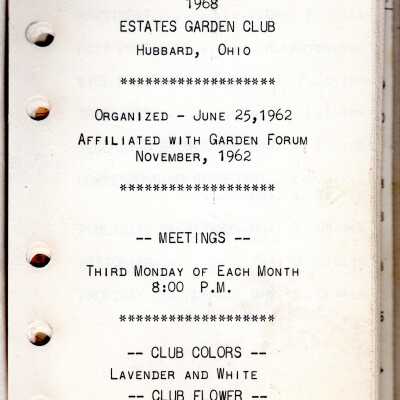 1968
ESTATES GARDEN CLUB
HUBBARD, OHIO
*******************
ORGANIZED - JUNE 25,1962
AFFILIATED WITH GARDEN FORUM
NOVEMBER, 1962
*******************
-- MEETINGS --
THIRD MONDAY OF EACH MONTH
8:00 P.M.
*******************
-- CLUB COLORS --
LAVENDER AND WHITE
-- CLUB FLOWER --